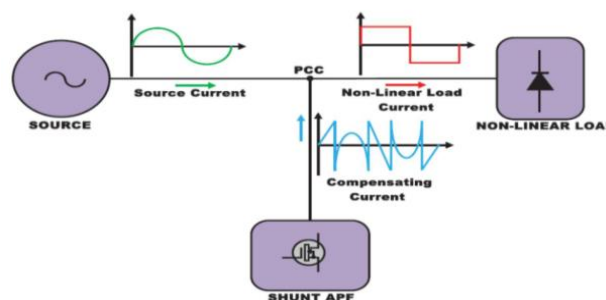 PCC
Source Current
Non-Linear Load
Current
SOURCE
NON-LINEAR LOA
Compensating
Current
SHUNT APF